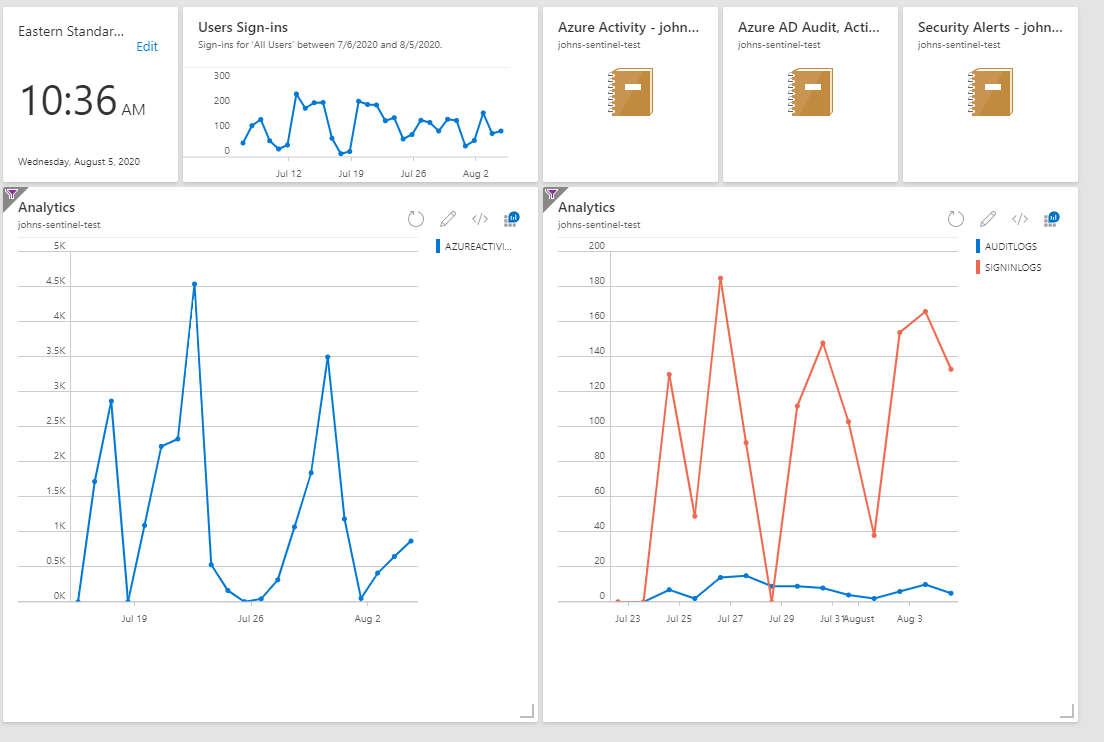 Eastern Standar...
Edit
10:36 AM
Wednesday, August 5, 2020
Users Sign-ins
Sign-ins for 'All Users' between 7/6/2020 and 8/5/2020.
300
200
100
0
Jul 12 Jul 19 Jul 26 Aug 2
Azure Activity - john...
johns-sentinel-test
Azure AD Audit, Acti...
johns-sentinel-test
Security Alerts - john...
johns-sentinel-test
Analytics
johns-sentinel-test
</>
AZUREACTIVI...
5K
4.5K
4K
3.5K
3K
2.5K
2K
1.5K
1K
0.5K
0K
Jul 19 Jul 26 Aug 2
Analytics
johns-sentinel-test
</>
AUDITLOGS
SIGNINLOGS
200
180
160
140
120
100
80
60
40
20
0
Jul 23 Jul 25 Jul 27 Jul 29 Jul 31 August Aug 3